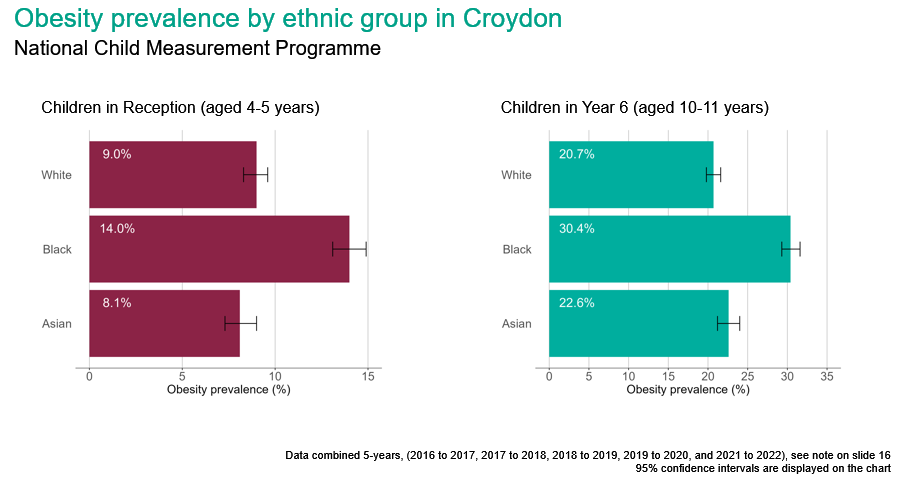 Obesity prevalence by ethnic group in Croydon
National Child Measurement Programme
Children in Reception (aged 4-5 years)
White
9.0%
Black
14.0%
Asian
8.1%
0 5 10 15
Obesity prevalence (%)
Children in Year 6 (aged 10-11 years)
White
20.7%
Black
30.4%
Asian
22.6%
0 5 10 15 20 25 30 35
Obesity prevalence (%)
Data combined 5-years, (2016 to 2017, 2017 to 2018, 2018 to 2019, 2019 to 2020, and 2021 to 2022), see note on slide 16
95% confidence intervals are displayed on the chart